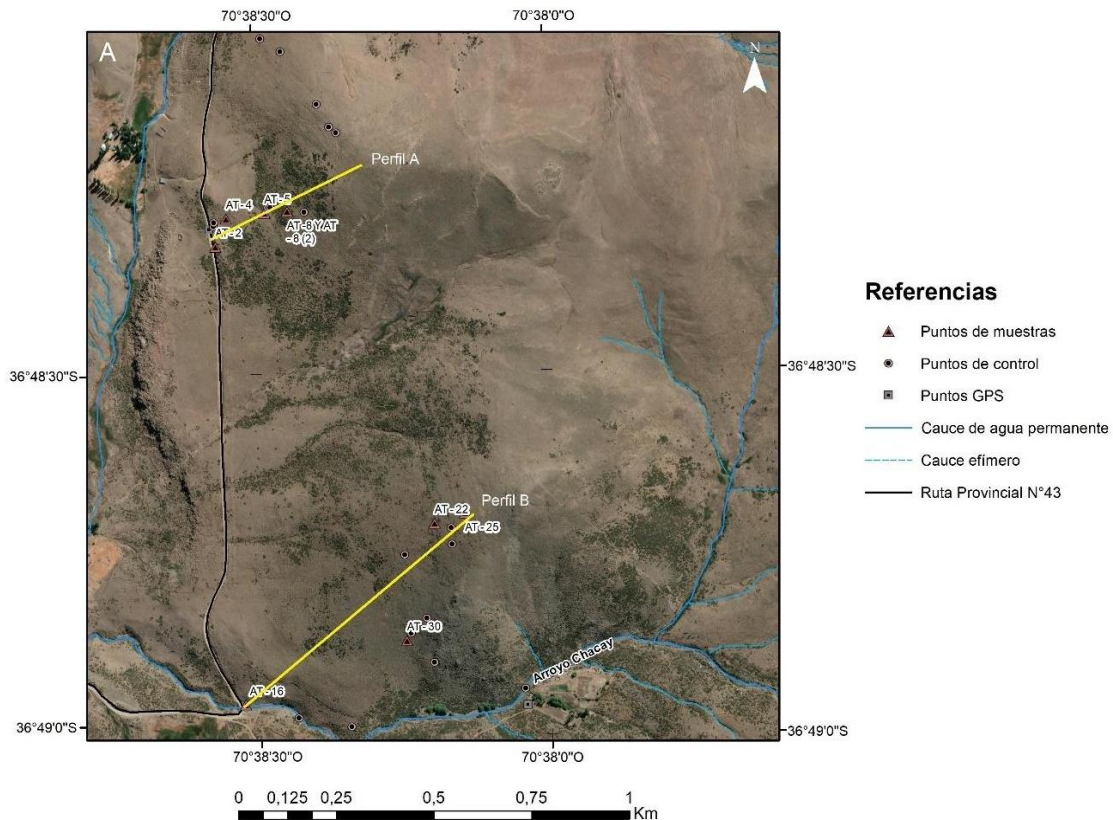 70°38'30"O
70°38'0"O
A
N
Perfil A
AT-4
AT-5
AT-2
AT-8 Y AT
-8 (2)
36°48'30"S
36°48'30"S
Referencias
Puntos de muestras
Puntos de control
Puntos GPS
Cauce de agua permanente
Cauce efímero
Ruta Provincial N°43
Perfil B
AT-22
AT-25
AT-30
Arroyo Chacay
AT-16
36°49'0"S
36°49'0"S
70°38'30"O
70°38'0"O
0 0,125 0,25 0,5 0,75 1
Km